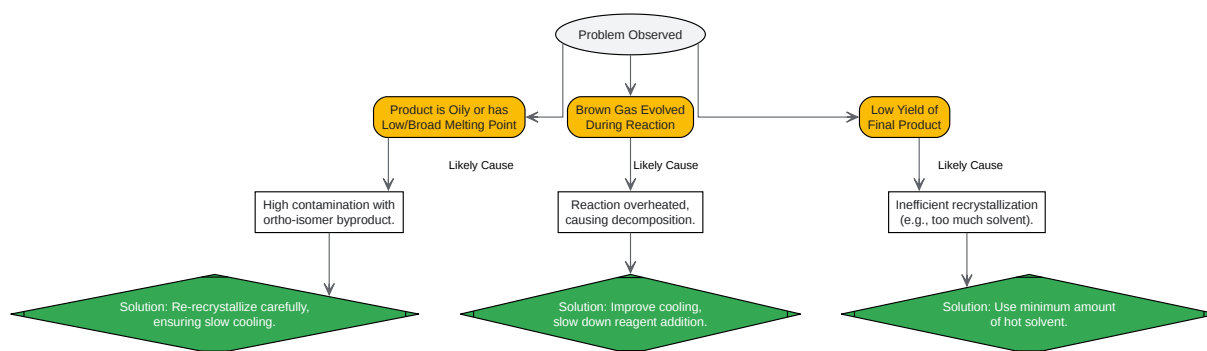 Problem Observed
Product is Oily or has
Low/Broad Melting Point
Brown Gas Evolved
During Reaction
Low Yield of
Final Product
Likely Cause
Likely Cause
Likely Cause
High contamination with
ortho-isomer byproduct.
Reaction overheated,
causing decomposition.
Inefficient recrystallization
(e.g., too much solvent).
Solution: Re-recrystallize carefully,
ensuring slow cooling.
Solution: Improve cooling,
slow down reagent addition.
Solution: Use minimum amount
of hot solvent.